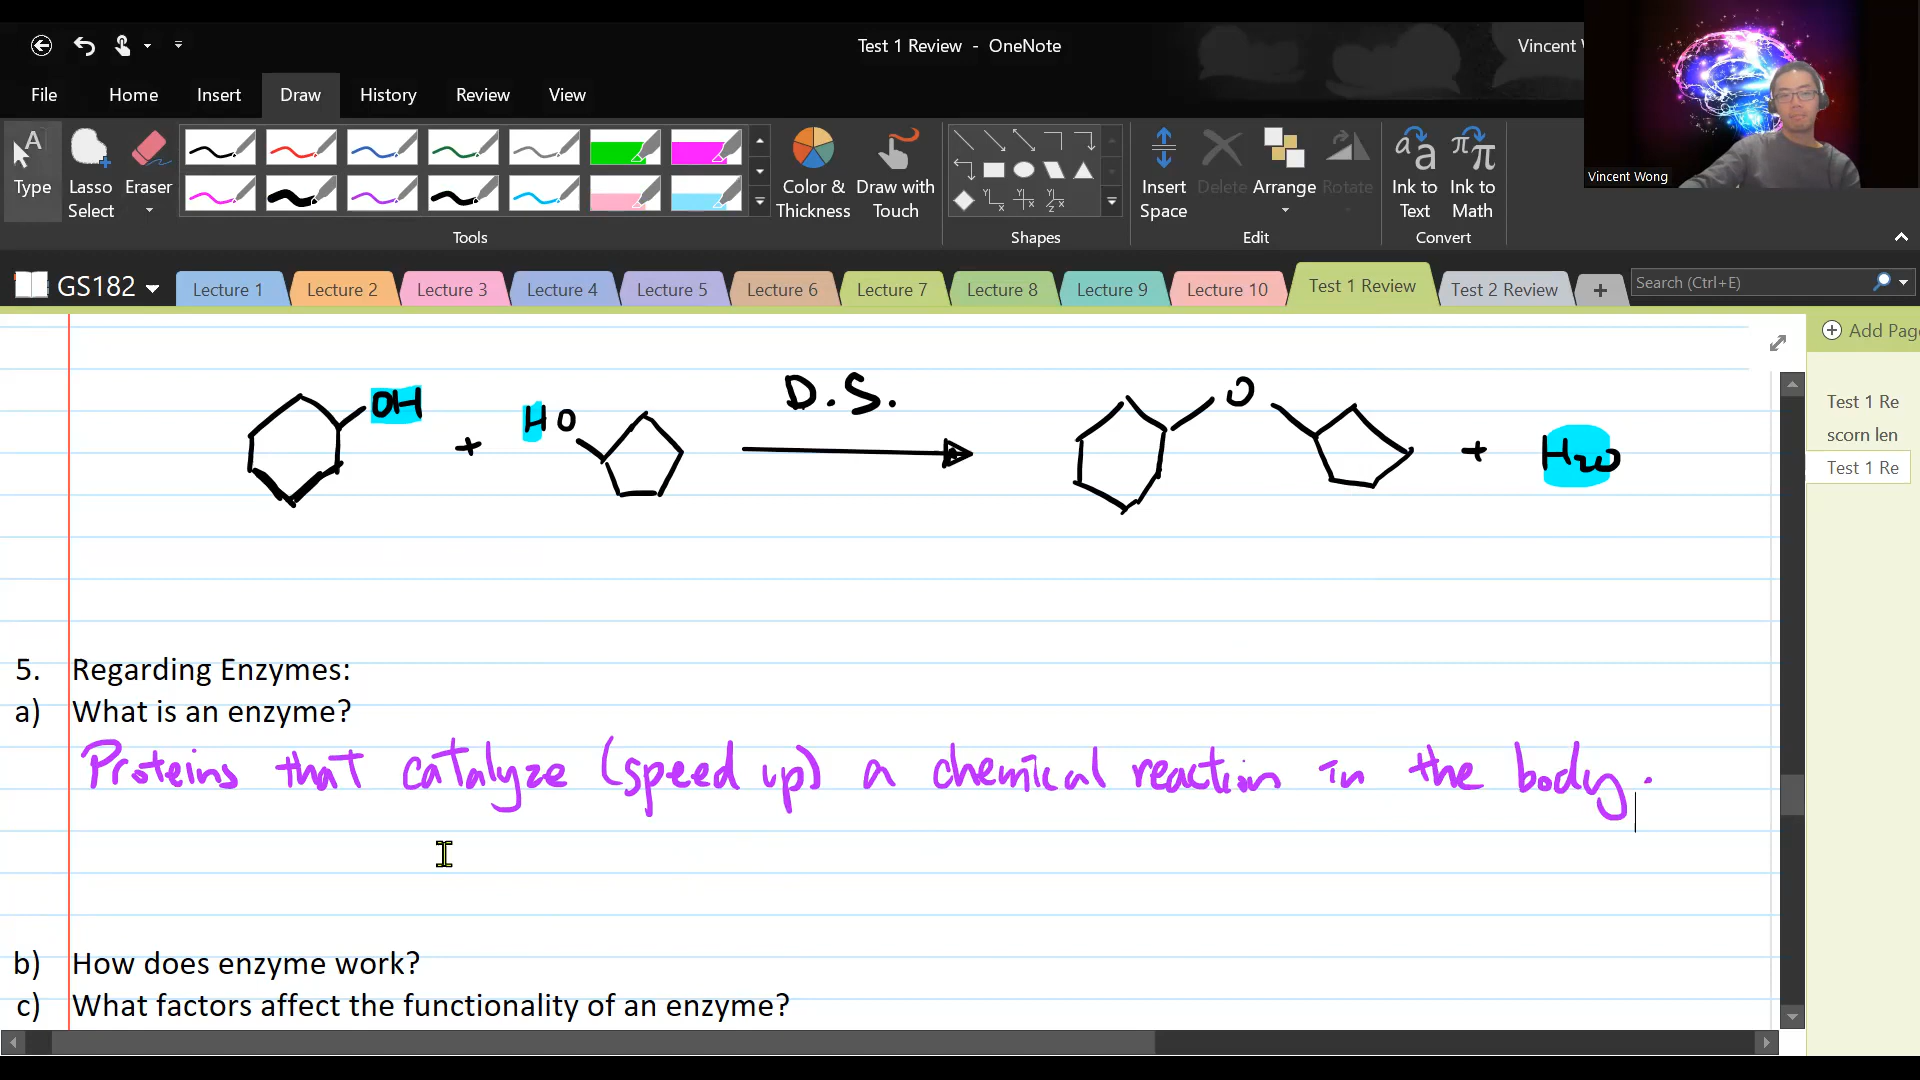 Test 1 Review - OneNote
Vincent W
File Home Insert Draw History Review View
Type
Lasso Select
Eraser
Color & Thickness
Draw with Touch
Insert Space
Delete
Arrange
Rotate
Ink to Text
Ink to Math
Tools
Shapes
Edit
Convert
Vincent Wong
GS182
Lecture 1
Lecture 2
Lecture 3
Lecture 4
Lecture 5
Lecture 6
Lecture 7
Lecture 8
Lecture 9
Lecture 10
Test 1 Review
Test 2 Review
Search (Ctrl+E)
Add Pag
Test 1 Re
scorn len
Test 1 Re
OH + HO D.S. O + H2O
5. Regarding Enzymes:
a) What is an enzyme?
Proteins that catalyze (speed up) a chemical reaction in the body.
b) How does enzyme work?
c) What factors affect the functionality of an enzyme?